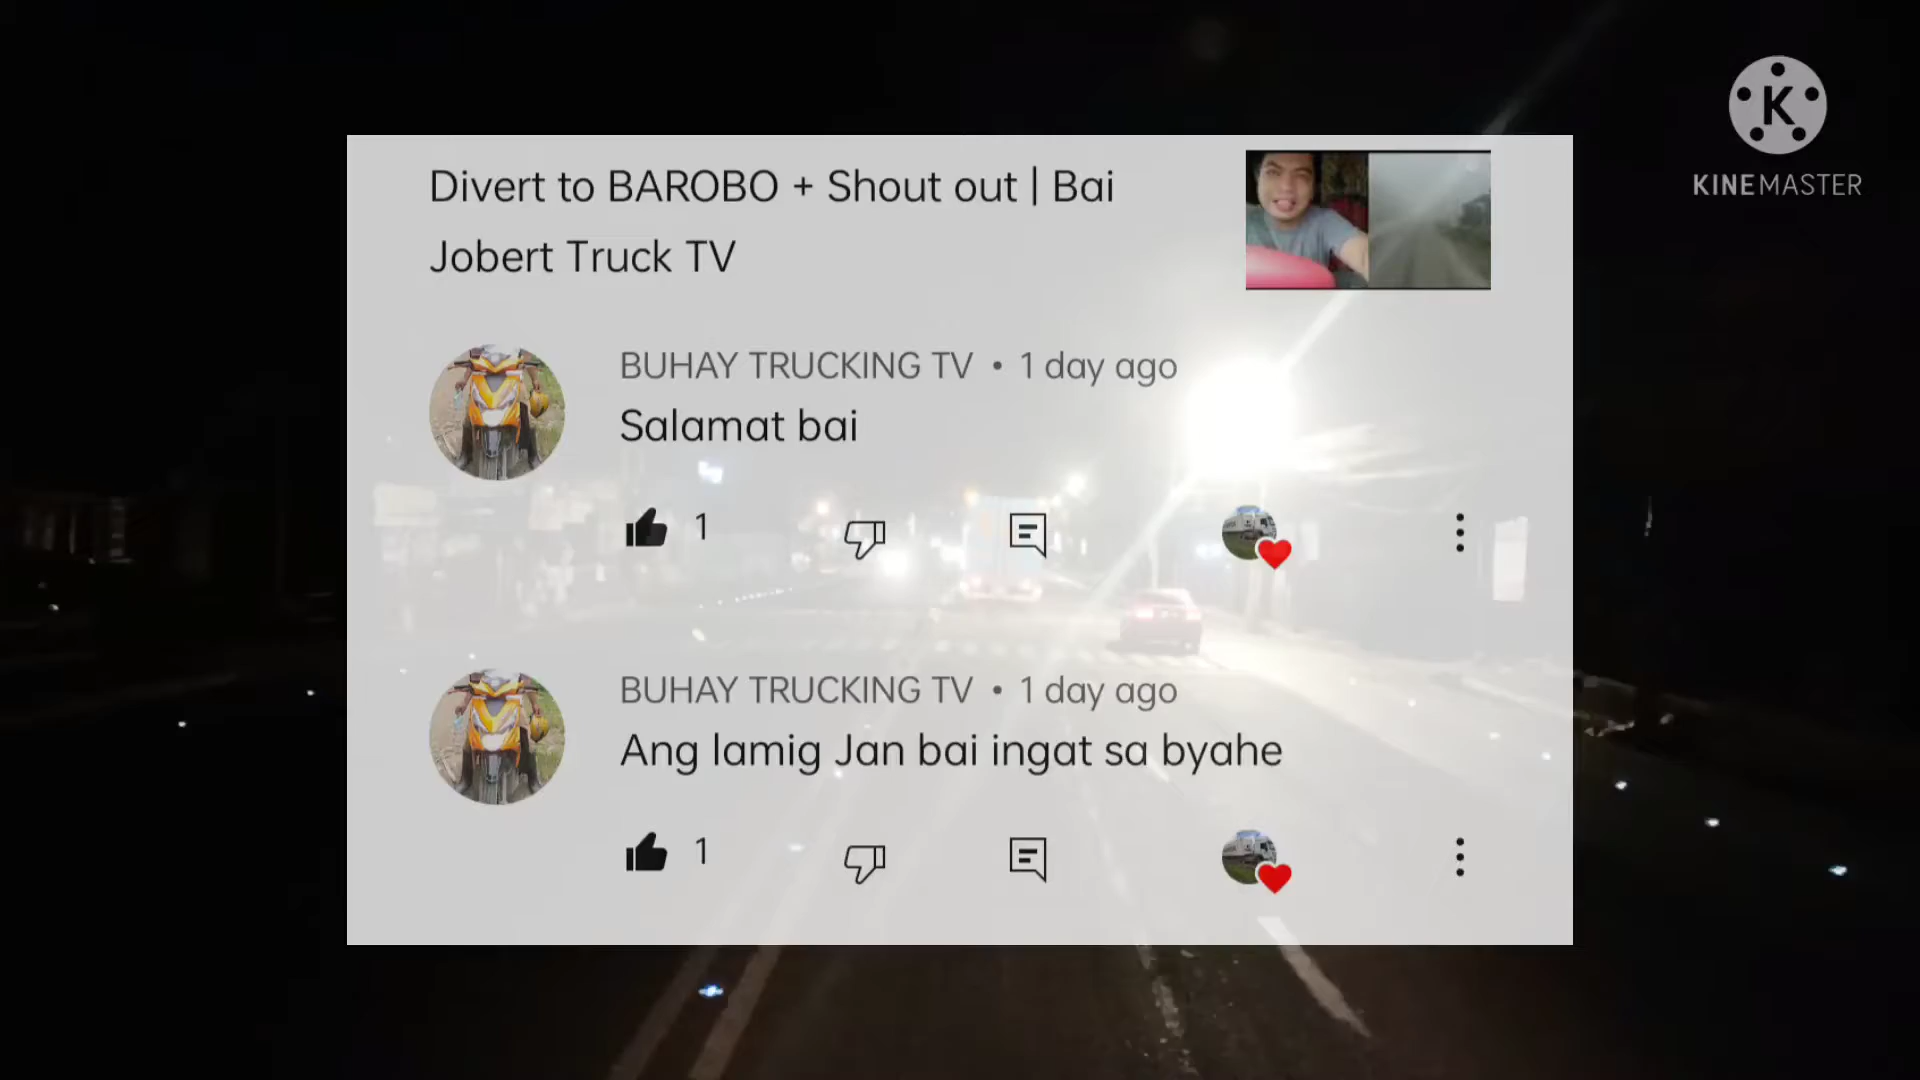 Divert to BAROBO + Shout out | Bai
Jobert Truck TV
BUHAY TRUCKING TV • 1 day ago
Salamat bai
1
BUHAY TRUCKING TV • 1 day ago
Ang lamig Jan bai ingat sa byahe
1
K
KINEMASTER